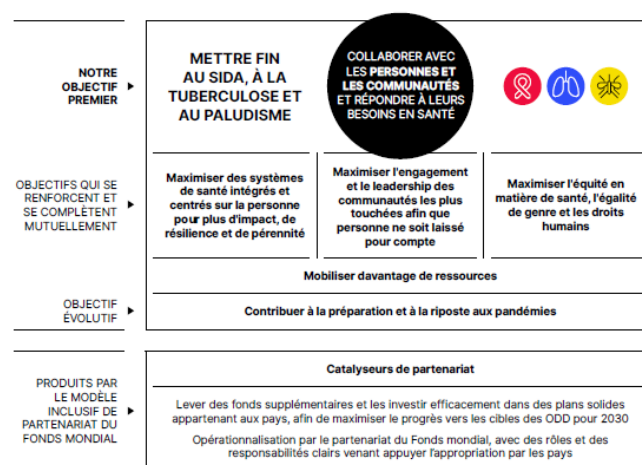 NOTRE
OBJECTIF
PREMIER
METTRE FIN
AU SIDA, À LA
TUBERCULOSE ET
AU PALUDISME
COLLABORER AVEC
LES PERSONNES ET
LES COMMUNAUTÉS
ET RÉPONDRE À LEURS
BESOINS EN SANTÉ
OBJECTIFS QUI SE
RENFORCENT ET
SE COMPLÈTENT
MUTUELLEMENT
Maximiser des systèmes
de santé intégrés et
centrés sur la personne
pour plus d'impact, de
résilience et de pérennité
Maximiser l'engagement
et le leadership des
communautés les plus
touchées afin que
personne ne soit laissé
pour compte
Maximiser l'équité en
matière de santé, l'égalité
de genre et les droits
humains
Mobiliser davantage de ressources
OBJECTIF
ÉVOLUTIF
Contribuer à la préparation et à la riposte aux pandémies
PRODUITS PAR
LE MODÈLE
INCLUSIF DE
PARTENARIAT DU
FONDS MONDIAL
Catalyseurs de partenariat
Lever des fonds supplémentaires et les investir efficacement dans des plans solides
appartenant aux pays, afin de maximiser le progrès vers les cibles des ODD pour 2030
Opérationnalisation par le partenariat du Fonds mondial, avec des rôles et des
responsabilités clairs venant appuyer l'appropriation par les pays